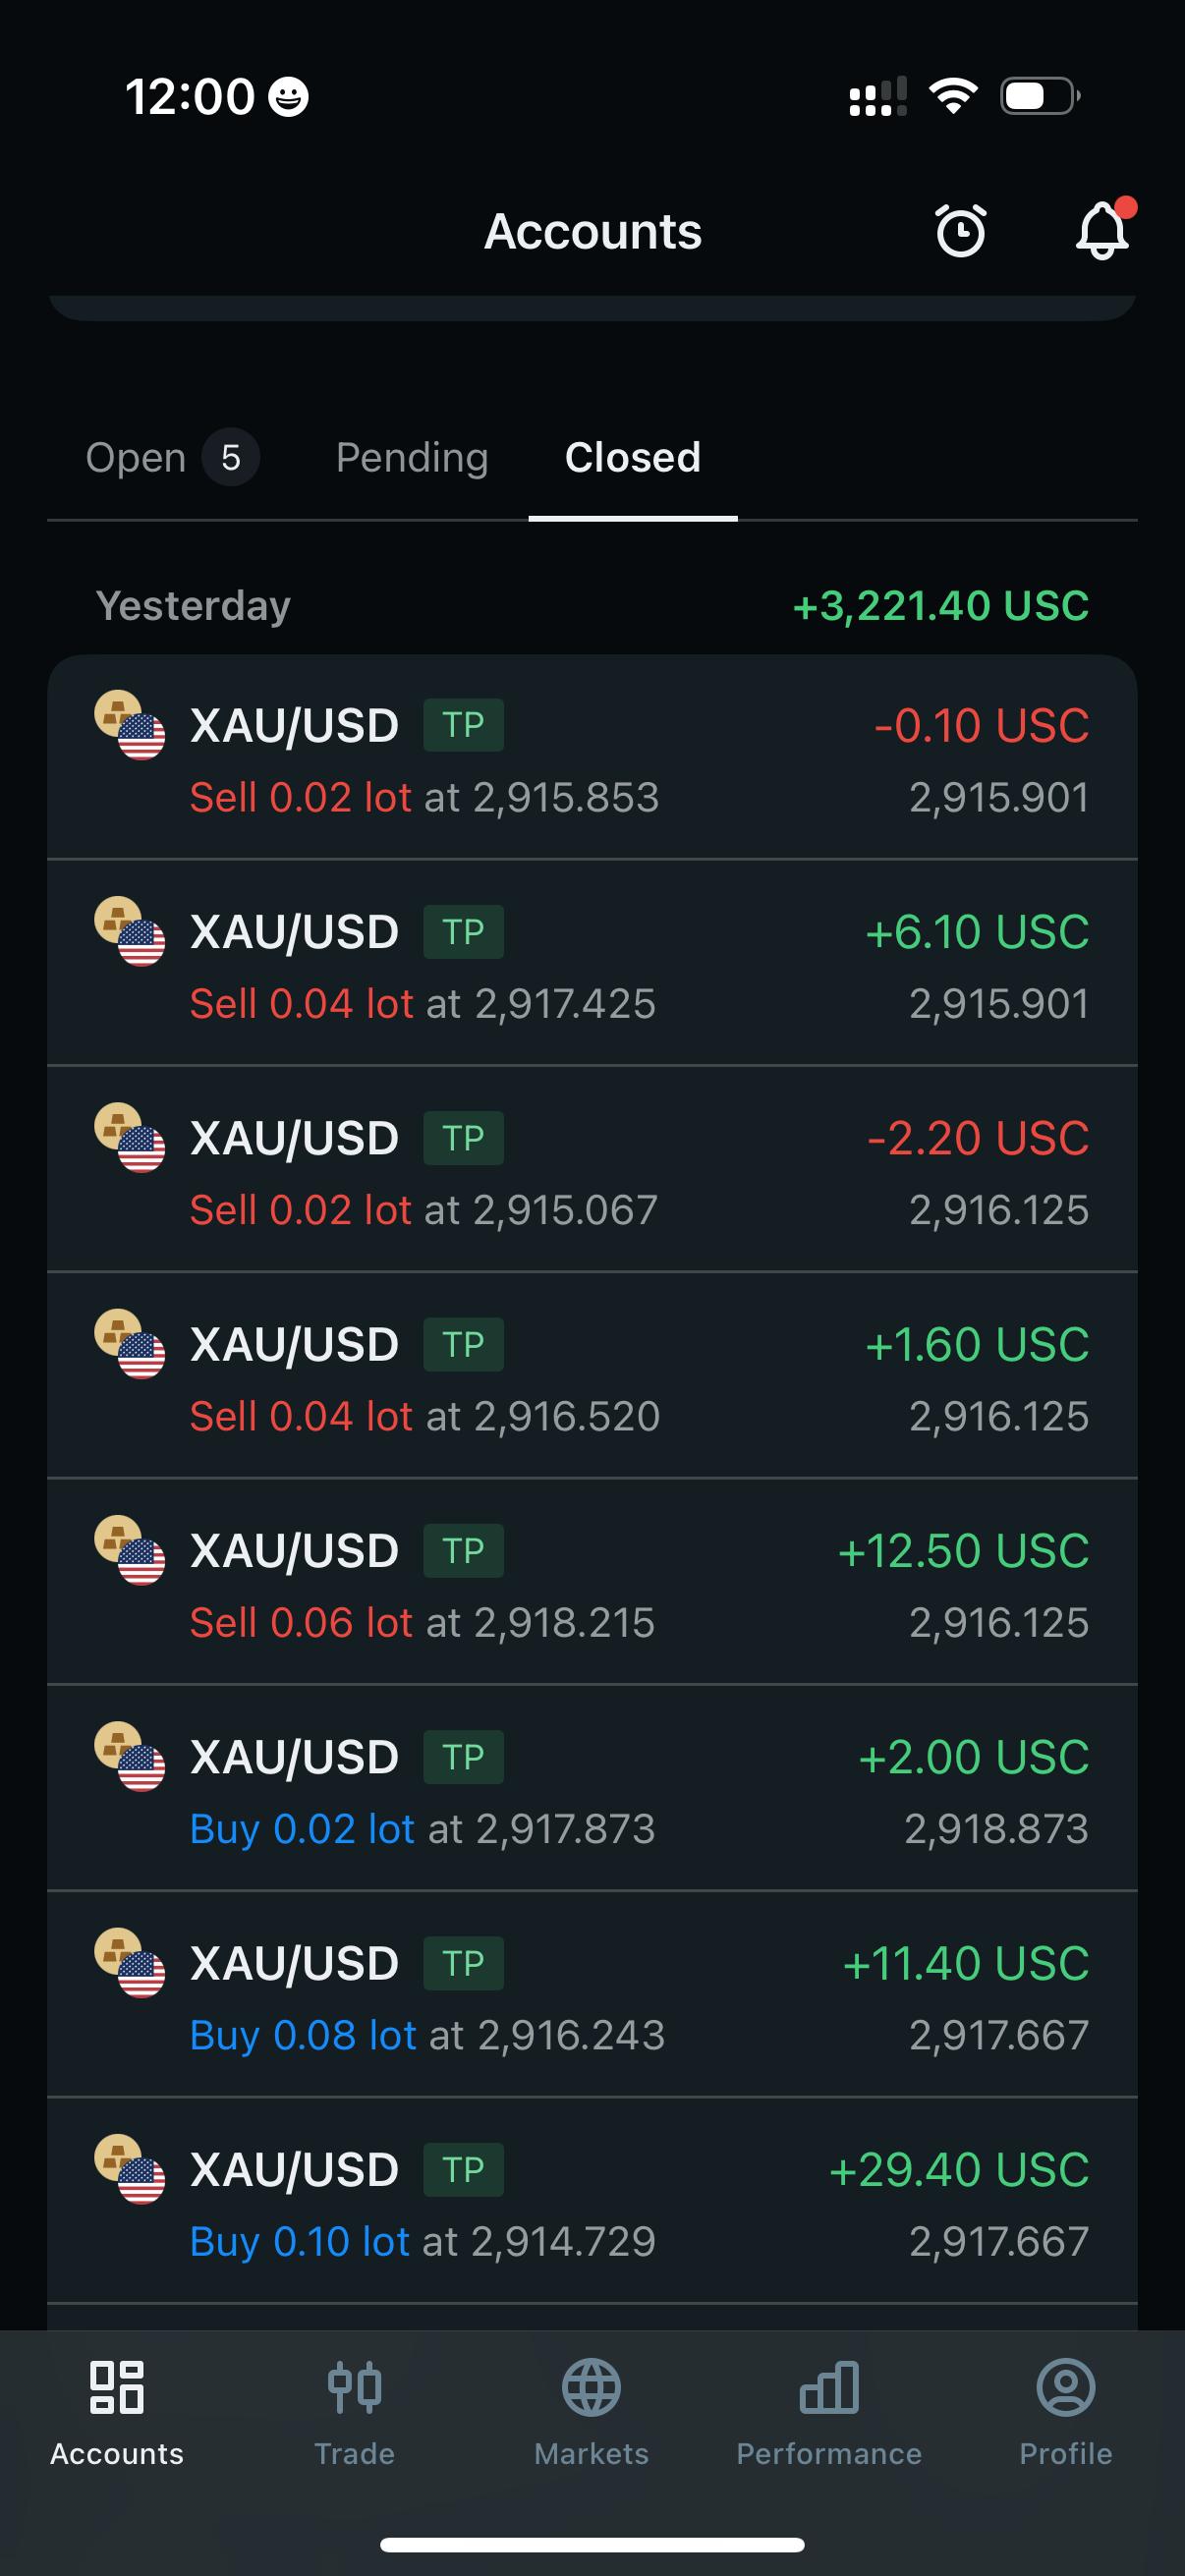 12:00
Accounts
Open 5 Pending Closed
Yesterday +3,221.40 USC
XAU/USD TP -0.10 USC
Sell 0.02 lot at 2,915.853 2,915.901
XAU/USD TP +6.10 USC
Sell 0.04 lot at 2,917.425 2,915.901
XAU/USD TP -2.20 USC
Sell 0.02 lot at 2,915.067 2,916.125
XAU/USD TP +1.60 USC
Sell 0.04 lot at 2,916.520 2,916.125
XAU/USD TP +12.50 USC
Sell 0.06 lot at 2,918.215 2,916.125
XAU/USD TP +2.00 USC
Buy 0.02 lot at 2,917.873 2,918.873
XAU/USD TP +11.40 USC
Buy 0.08 lot at 2,916.243 2,917.667
XAU/USD TP +29.40 USC
Buy 0.10 lot at 2,914.729 2,917.667
Accounts Trade Markets Performance Profile